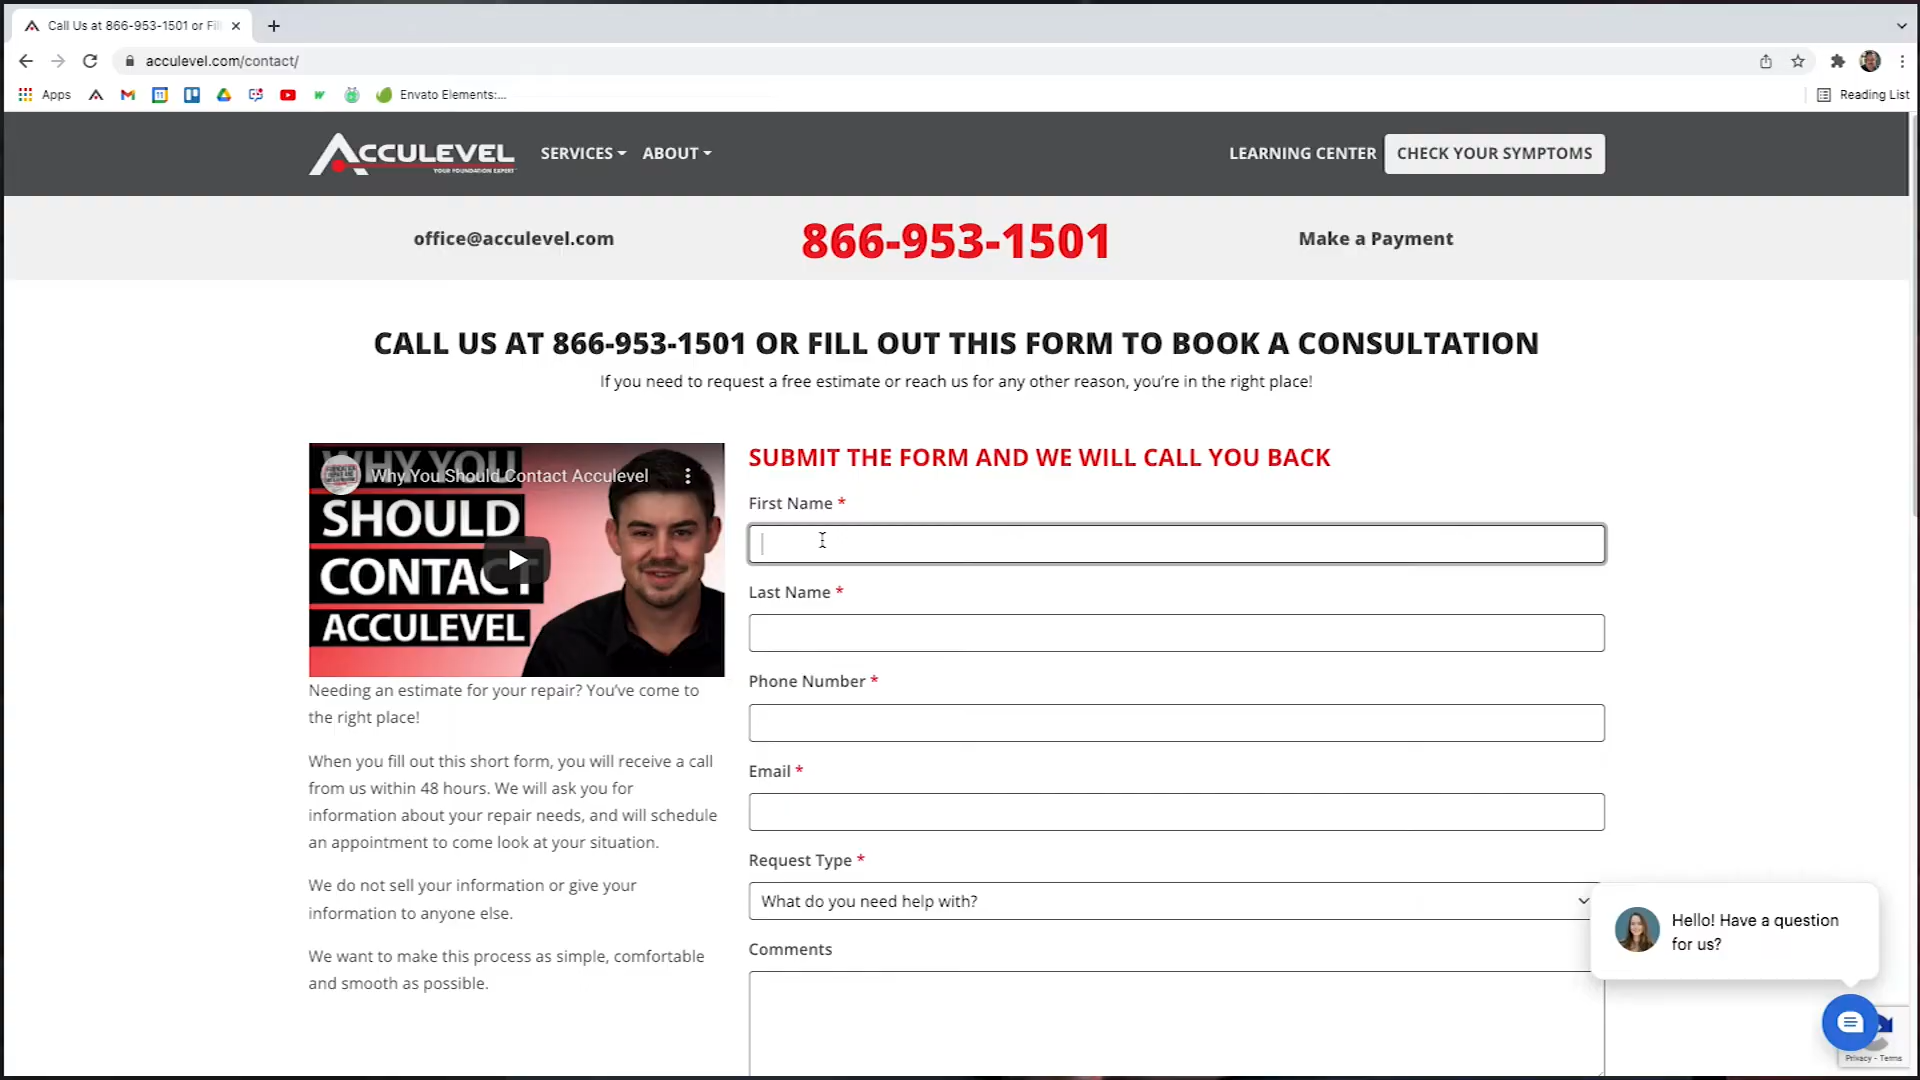 Call Us at 866-953-1501 or Fil
acculevel.com/contact/
Apps
Envato Elements:...
Reading List
ACCULEVEL
YOUR FOUNDATION EXPERT
SERVICES
ABOUT
LEARNING CENTER
CHECK YOUR SYMPTOMS
office@acculevel.com
866-953-1501
Make a Payment
CALL US AT 866-953-1501 OR FILL OUT THIS FORM TO BOOK A CONSULTATION
If you need to request a free estimate or reach us for any other reason, you're in the right place!
WHY YOU
Why You Should Contact Acculevel
SHOULD
CONTACT
ACCULEVEL
Needing an estimate for your repair? You've come to
the right place!
When you fill out this short form, you will receive a call
from us within 48 hours. We will ask you for
information about your repair needs, and will schedule
an appointment to come look at your situation.
We do not sell your information or give your
information to anyone else.
We want to make this process as simple, comfortable
and smooth as possible.
SUBMIT THE FORM AND WE WILL CALL YOU BACK
First Name *
Last Name *
Phone Number *
Email *
Request Type *
What do you need help with?
Comments
Hello! Have a question
for us?
Privacy - Terms